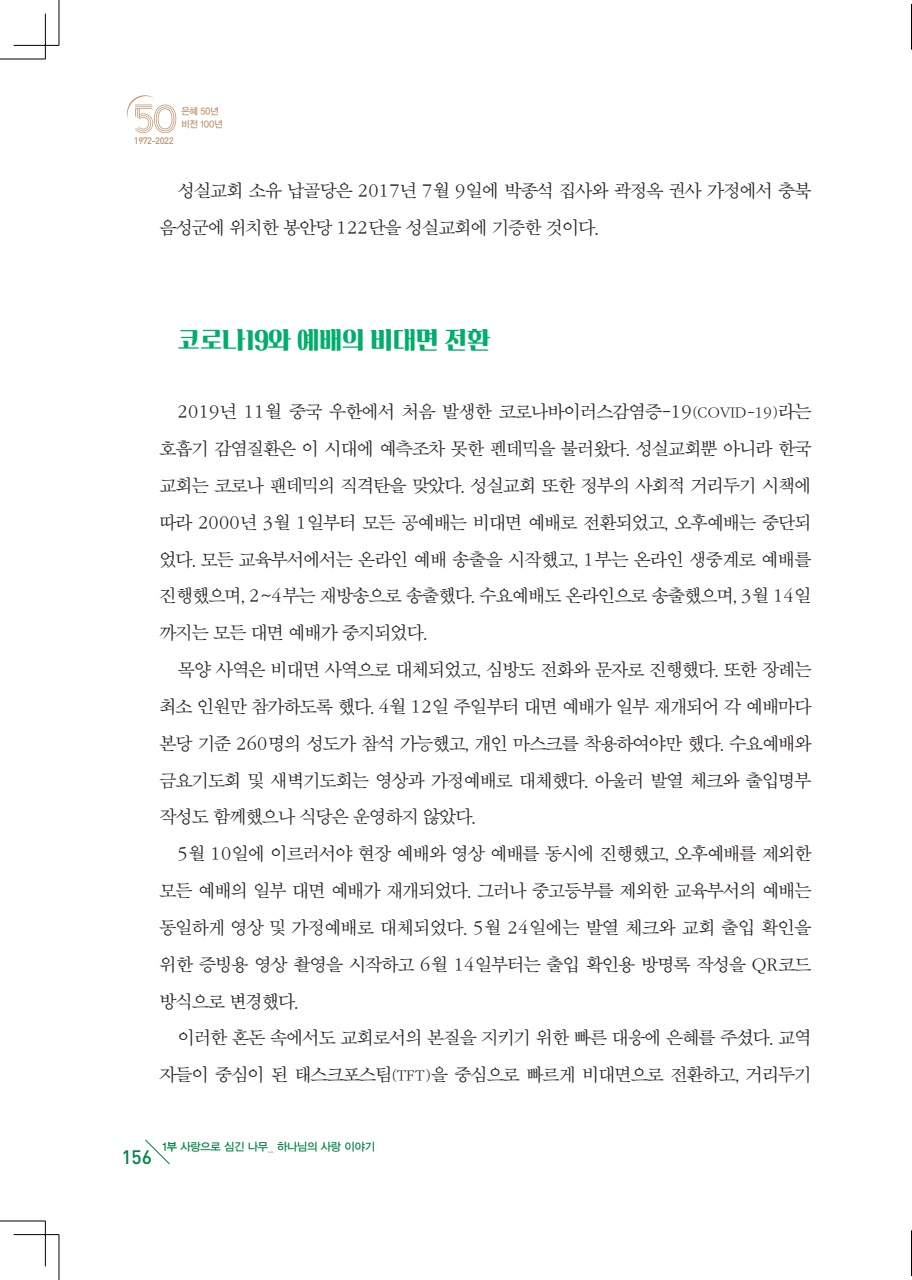 50
은혜 50년
비전 100년
1972-2022
성실교회 소유 납골당은 2017년 7월 9일에 박종석 집사와 곽정옥 권사 가정에서 충북
음성군에 위치한 봉안당 122단을 성실교회에 기증한 것이다.
코로나19와 예배의 비대면 전환
2019년 11월 중국 우한에서 처음 발생한 코로나바이러스감염증-19(COVID-19)라는
호흡기 감염질환은 이 시대에 예측조차 못한 펜데믹을 불러왔다. 성실교회뿐 아니라 한국
교회는 코로나 팬데믹의 직격탄을 맞았다. 성실교회 또한 정부의 사회적 거리두기 시책에
따라 2000년 3월 1일부터 모든 공예배는 비대면 예배로 전환되었고, 오후예배는 중단되
었다. 모든 교육부서에서는 온라인 예배 송출을 시작했고, 1부는 온라인 생중계로 예배를
진행했으며, 2~4부는 재방송으로 송출했다. 수요예배도 온라인으로 송출했으며, 3월 14일
까지는 모든 대면 예배가 중지되었다.
목양 사역은 비대면 사역으로 대체되었고, 심방도 전화와 문자로 진행했다. 또한 장례는
최소 인원만 참가하도록 했다. 4월 12일 주일부터 대면 예배가 일부 재개되어 각 예배마다
본당 기준 260명의 성도가 참석 가능했고, 개인 마스크를 착용하여야만 했다. 수요예배와
금요기도회 및 새벽기도회는 영상과 가정예배로 대체했다. 아울러 발열 체크와 출입명부
작성도 함께했으나 식당은 운영하지 않았다.
5월 10일에 이르러서야 현장 예배와 영상 예배를 동시에 진행했고, 오후예배를 제외한
모든 예배의 일부 대면 예배가 재개되었다. 그러나 중고등부를 제외한 교육부서의 예배는
동일하게 영상 및 가정예배로 대체되었다. 5월 24일에는 발열 체크와 교회 출입 확인을
위한 증빙용 영상 촬영을 시작하고 6월 14일부터는 출입 확인용 방명록 작성을 QR코드
방식으로 변경했다.
이러한 혼돈 속에서도 교회로서의 본질을 지키기 위한 빠른 대응에 은혜를 주셨다. 교역
자들이 중심이 된 태스크포스팀(TFT)을 중심으로 빠르게 비대면으로 전환하고, 거리두기
156 1부 사랑으로 심긴 나무_ 하나님의 사랑 이야기